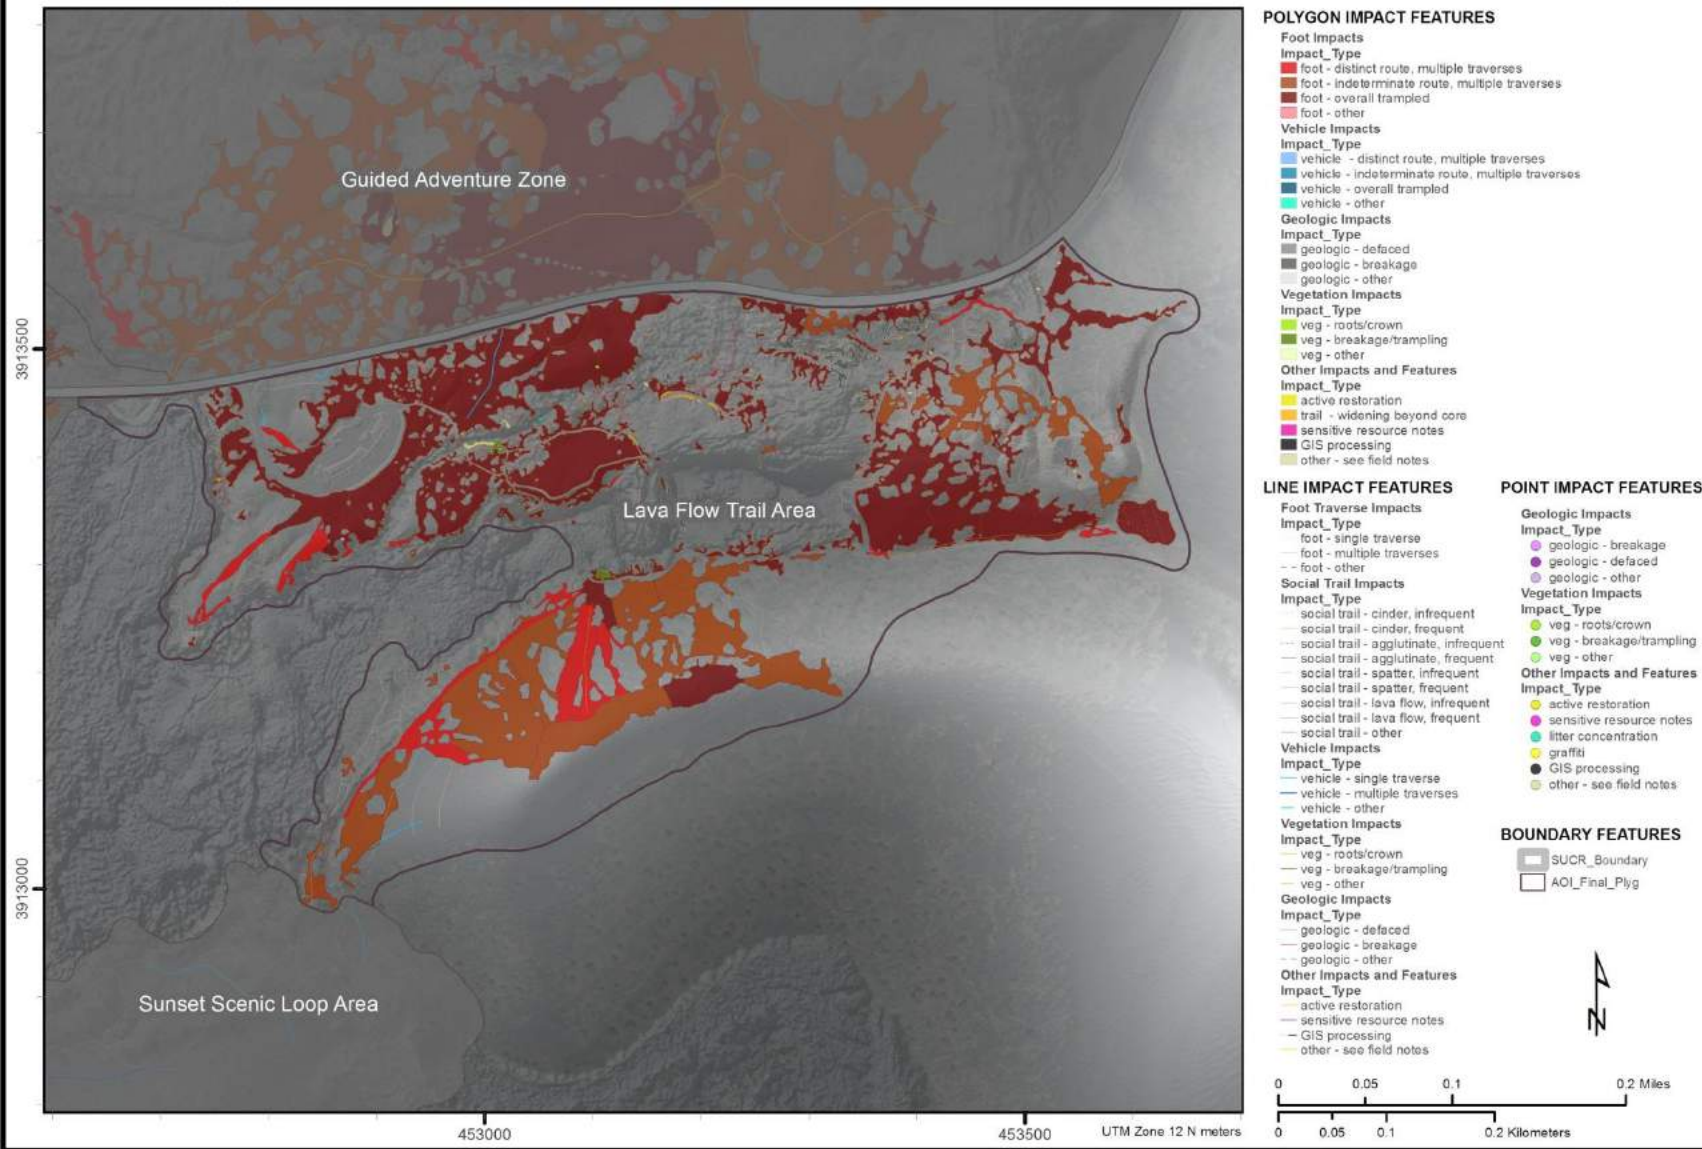 Guided Adventure Zone
Lava Flow Trail Area
Sunset Scenic Loop Area
3913500
3913000
453000
453500
UTM Zone 12 N meters
POLYGON IMPACT FEATURES
Foot Impacts
Impact_Type
foot - distinct route, multiple traverses
foot - indeterminate route, multiple traverses
foot - overall trampled
foot - other
Vehicle Impacts
Impact_Type
vehicle - distinct route, multiple traverses
vehicle - indeterminate route, multiple traverses
vehicle - overall trampled
vehicle - other
Geologic Impacts
Impact_Type
geologic - defaced
geologic - breakage
geologic - other
Vegetation Impacts
Impact_Type
veg - roots/crown
veg - breakage/trampling
veg - other
Other Impacts and Features
Impact_Type
active restoration
trail - widening beyond core
sensitive resource notes
GIS processing
other - see field notes
LINE IMPACT FEATURES
Foot Traverse Impacts
Impact_Type
foot - single traverse
foot - multiple traverses
foot - other
Social Trail Impacts
Impact_Type
social trail - cinder, infrequent
social trail - cinder, frequent
social trail - agglutinate, infrequent
social trail - agglutinate, frequent
social trail - spatter, infrequent
social trail - spatter, frequent
social trail - lava flow, infrequent
social trail - lava flow, frequent
social trail - other
Vehicle Impacts
Impact_Type
vehicle - single traverse
vehicle - multiple traverses
vehicle - other
Vegetation Impacts
Impact_Type
veg - roots/crown
veg - breakage/trampling
veg - other
Geologic Impacts
Impact_Type
geologic - defaced
geologic - breakage
geologic - other
Other Impacts and Features
Impact_Type
active restoration
sensitive resource notes
GIS processing
other - see field notes
POINT IMPACT FEATURES
Geologic Impacts
Impact_Type
geologic - breakage
geologic - defaced
geologic - other
Vegetation Impacts
Impact_Type
veg - roots/crown
veg - breakage/trampling
veg - other
Other Impacts and Features
Impact_Type
active restoration
sensitive resource notes
litter concentration
graffiti
GIS processing
other - see field notes
BOUNDARY FEATURES
SUCR_Boundary
AOI_Final_Plyg
N
0 0.05 0.1 0.2 Miles
0 0.05 0.1 0.2 Kilometers